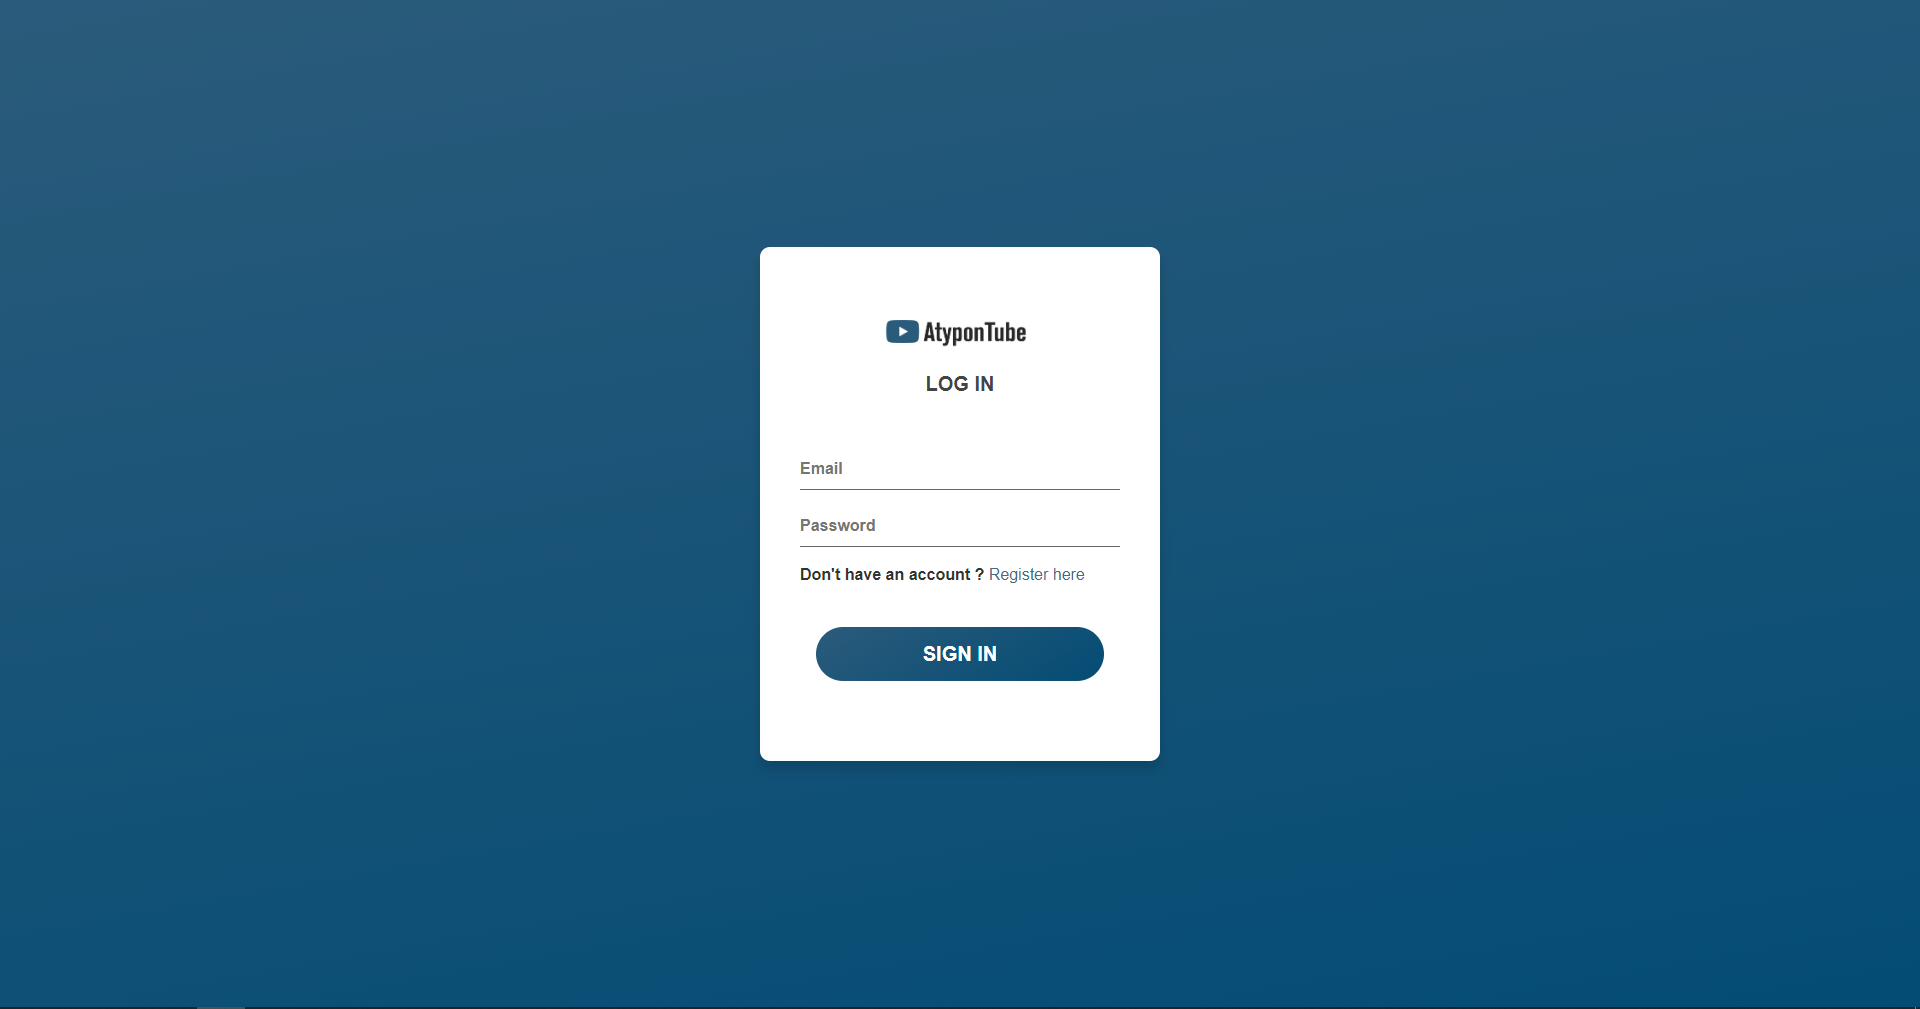 AtyponTube
LOG IN
Email
Password
Don't have an account ? Register here
SIGN IN